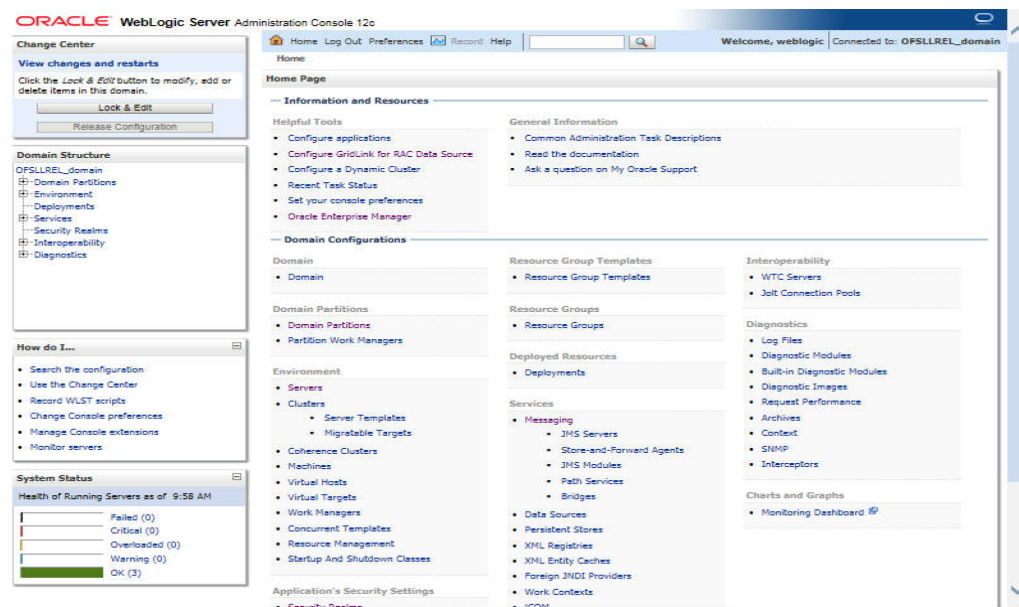 ORACLE WebLogic Server Administration Console 12c
Change Center
View changes and restarts
Click the Lock & Edit button to modify, add or
delete items in this domain.
Lock & Edit
Release Configuration
Domain Structure
OFSLLREL_domain
Domain Partitions
Environment
Deployments
Services
Security Realms
Interoperability
Diagnostics
How do I...
Search the configuration
Use the Change Center
Record WLST scripts
Change Console preferences
Manage Console extensions
Monitor servers
System Status
Health of Running Servers as of 9:58 AM
Failed (0)
Critical (0)
Overloaded (0)
Warning (0)
OK (3)
Home Log Out Preferences Record Help
Welcome, weblogic Connected to: OFSLLREL_domain
Home
Home Page
Information and Resources
Helpful Tools
Configure applications
Configure GridLink for RAC Data Source
Configure a Dynamic Cluster
Recent Task Status
Set your console preferences
Oracle Enterprise Manager
General Information
Common Administration Task Descriptions
Read the documentation
Ask a question on My Oracle Support
Domain Configurations
Domain
Domain
Domain Partitions
Domain Partitions
Partition Work Managers
Environment
Servers
Clusters
Server Templates
Migratable Targets
Coherence Clusters
Machines
Virtual Hosts
Virtual Targets
Work Managers
Concurrent Templates
Resource Management
Startup And Shutdown Classes
Application's Security Settings
Security Realms
Resource Group Templates
Resource Group Templates
Resource Groups
Resource Groups
Deployed Resources
Deployments
Services
Messaging
JMS Servers
Store-and-Forward Agents
JMS Modules
Path Services
Bridges
Data Sources
Persistent Stores
XML Registries
XML Entity Caches
Foreign JNDI Providers
Work Contexts
jCOM
Interoperability
WTC Servers
Jolt Connection Pools
Diagnostics
Log Files
Diagnostic Modules
Built-in Diagnostic Modules
Diagnostic Images
Request Performance
Archives
Context
SNMP
Interceptors
Charts and Graphs
Monitoring Dashboard